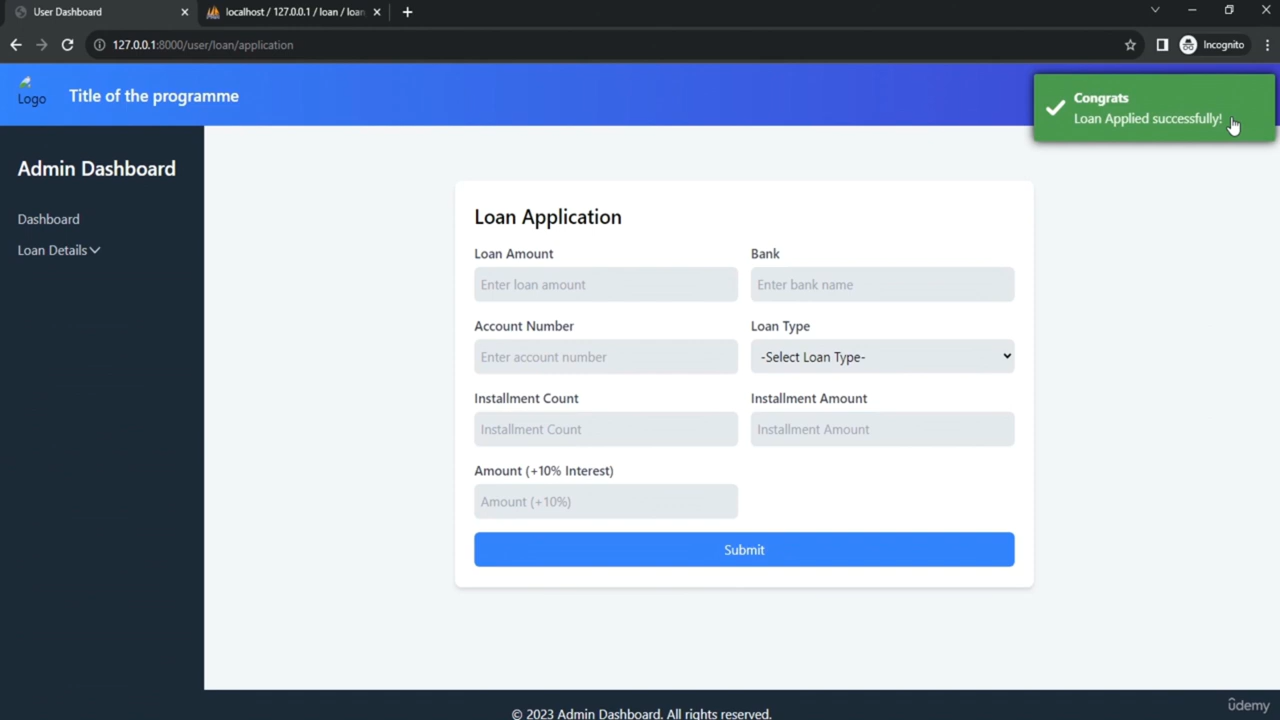 User Dashboard
localhost / 127.0.0.1 / loan / loan
127.0.0.1:8000/user/loan/application
Incognito
Logo
Title of the programme
Congrats
Loan Applied successfully!
Admin Dashboard
Dashboard
Loan Details
Loan Application
Loan Amount
Bank
Enter loan amount
Enter bank name
Account Number
Loan Type
Enter account number
-Select Loan Type-
Installment Count
Installment Amount
Installment Count
Installment Amount
Amount (+10% Interest)
Amount (+10%)
Submit
© 2023 Admin Dashboard. All rights reserved.
ûdemy